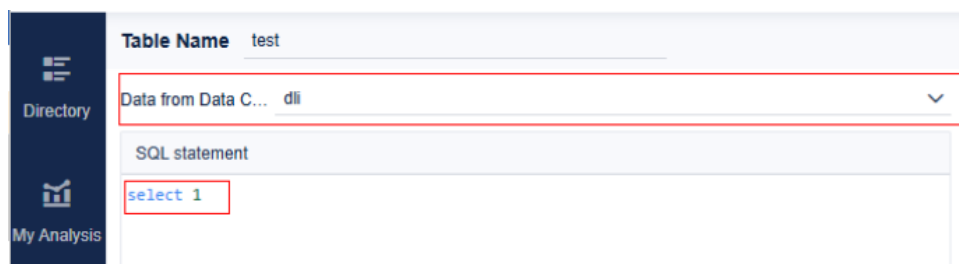 Table Name test
Directory
Data from Data C... dli
SQL statement
select 1
My Analysis